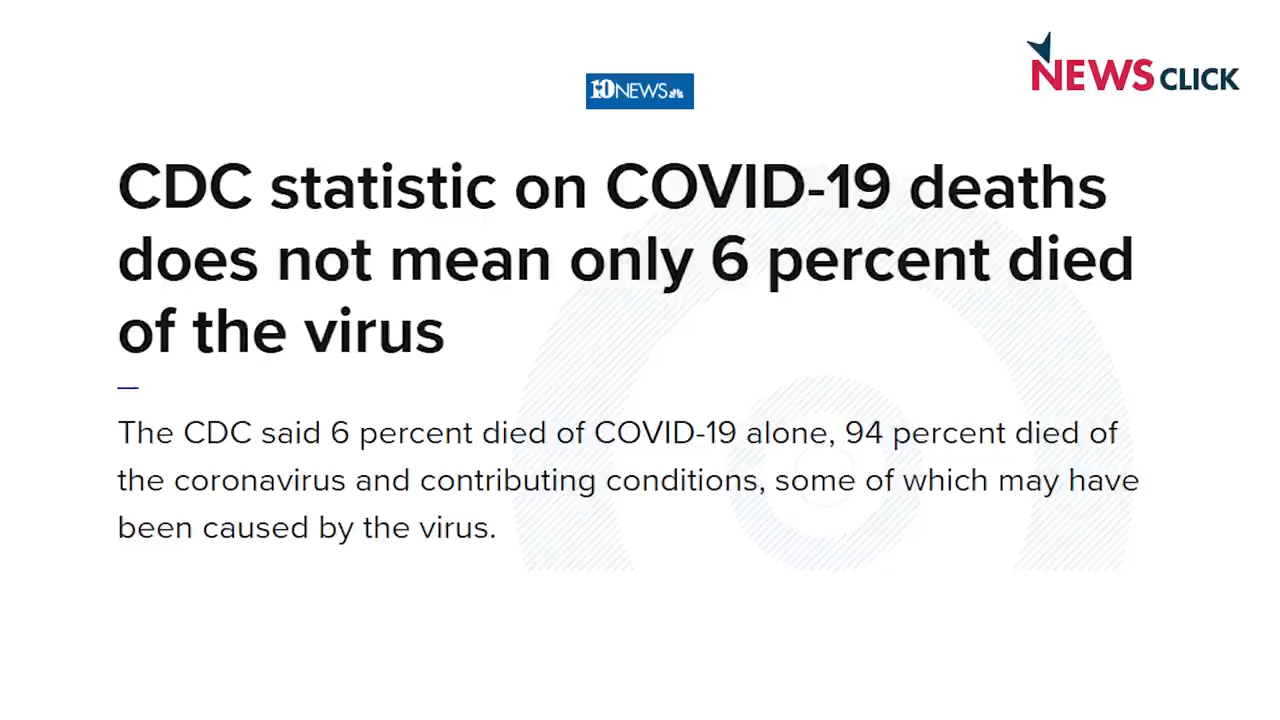 NEWS CLICK
10NEWS
CDC statistic on COVID-19 deaths
does not mean only 6 percent died
of the virus
The CDC said 6 percent died of COVID-19 alone, 94 percent died of
the coronavirus and contributing conditions, some of which may have
been caused by the virus.